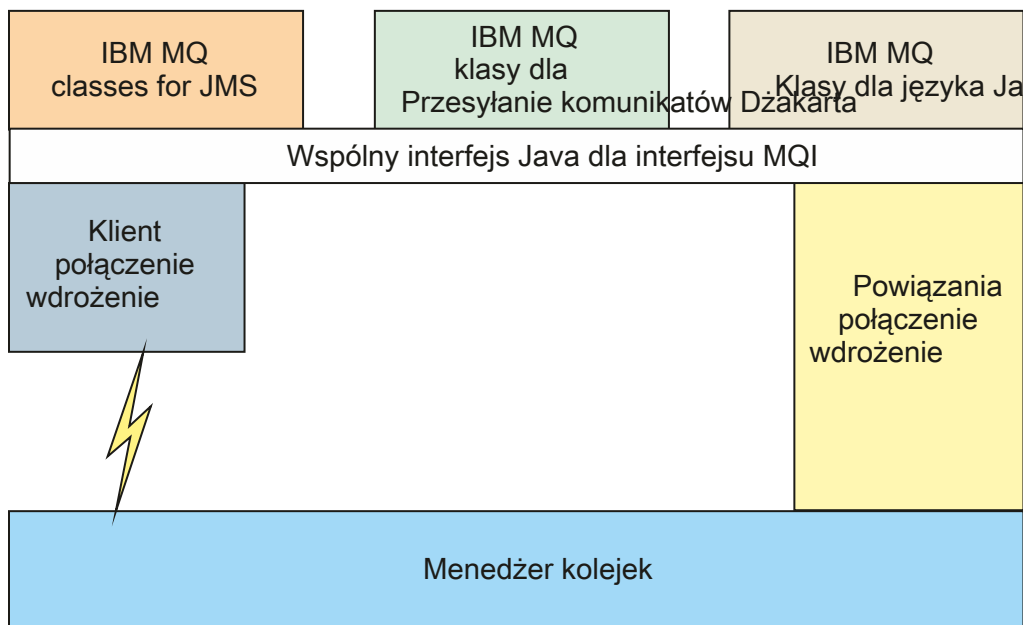 IBM MQ
classes for JMS
IBM MQ
klasy dla
Przesyłanie komunikatów Dżakarta
IBM MQ
Klasy dla języka Ja
Wspólny interfejs Java dla interfejsu MQI
Klient
połączenie
wdrożenie
Powiązania
połączenie
wdrożenie
Menedżer kolejek